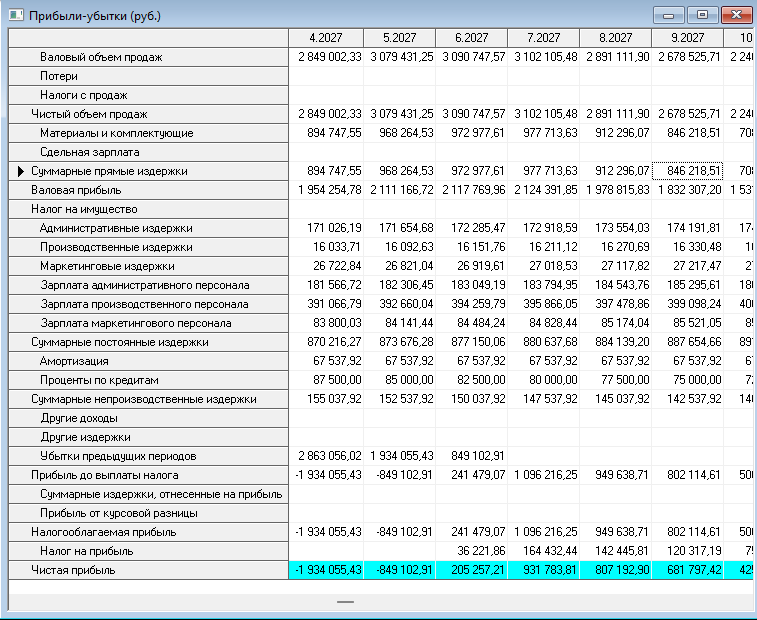 Прибыли-убытки (руб.)
4.2027 5.2027 6.2027 7.2027 8.2027 9.2027 10
Валовый объем продаж 2 849 002,33 3 079 431,25 3 090 747,57 3 102 105,48 2 891 111,90 2 678 525,71 2 240
Потери
Налоги с продаж
Чистый объем продаж 2 849 002,33 3 079 431,25 3 090 747,57 3 102 105,48 2 891 111,90 2 678 525,71 2 240
Материалы и комплектующие 894 747,55 968 264,53 972 977,61 977 713,63 912 296,07 846 218,51 708
Сдельная зарплата
Суммарные прямые издержки 894 747,55 968 264,53 972 977,61 977 713,63 912 296,07 846 218,51 708
Валовая прибыль 1 954 254,78 2 111 166,72 2 117 769,96 2 124 391,85 1 978 815,83 1 832 307,20 1 531
Налог на имущество
Административные издержки 171 026,19 171 654,68 172 285,47 172 918,59 173 554,03 174 191,81 174
Производственные издержки 16 033,71 16 092,63 16 151,76 16 211,12 16 270,69 16 330,48 16
Маркетинговые издержки 26 722,84 26 821,04 26 919,61 27 018,53 27 117,82 27 217,47 27
Зарплата административного персонала 181 566,72 182 306,45 183 049,19 183 794,95 184 543,76 185 295,61 186
Зарплата производственного персонала 391 066,79 392 660,04 394 259,79 395 866,05 397 478,86 399 098,24 400
Зарплата маркетингового персонала 83 800,03 84 141,44 84 484,24 84 828,44 85 174,04 85 521,05 85
Суммарные постоянные издержки 870 216,27 873 676,28 877 150,06 880 637,68 884 139,20 887 654,66 891
Амортизация 67 537,92 67 537,92 67 537,92 67 537,92 67 537,92 67 537,92 67
Проценты по кредитам 87 500,00 85 000,00 82 500,00 80 000,00 77 500,00 75 000,00 72
Суммарные непроизводственные издержки 155 037,92 152 537,92 150 037,92 147 537,92 145 037,92 142 537,92 140
Другие доходы
Другие издержки
Убытки предыдущих периодов 2 863 056,02 1 934 055,43 849 102,91
Прибыль до выплаты налога -1 934 055,43 -849 102,91 241 479,07 1 096 216,25 949 638,71 802 114,61 500
Суммарные издержки, отнесенные на прибыль
Прибыль от курсовой разницы
Налогооблагаемая прибыль -1 934 055,43 -849 102,91 241 479,07 1 096 216,25 949 638,71 802 114,61 500
Налог на прибыль 36 221,86 164 432,44 142 445,81 120 317,19 75
Чистая прибыль -1 934 055,43 -849 102,91 205 257,21 931 783,81 807 192,90 681 797,42 425